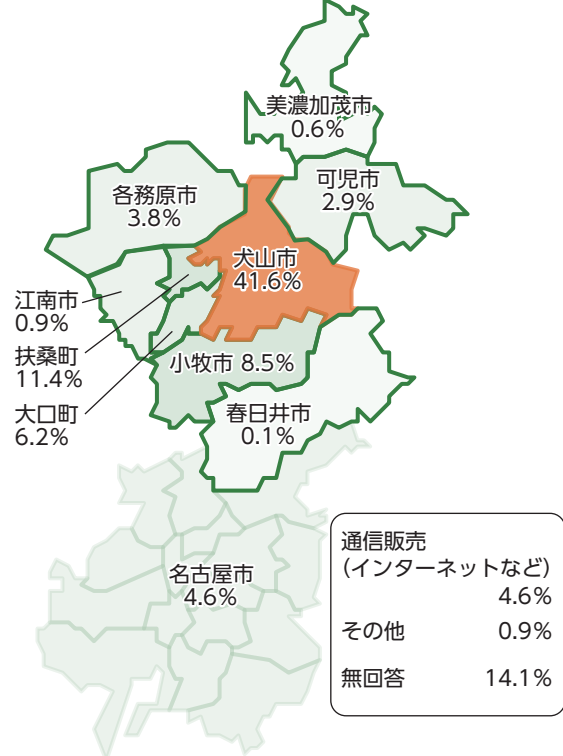 美濃加茂市
0.6%
可児市
2.9%
各務原市
3.8%
犬山市
41.6%
江南市
0.9%
扶桑町
11.4%
大口町
6.2%
小牧市 8.5%
春日井市
0.1%
名古屋市
4.6%
通信販売
（インターネットなど）
4.6%
その他 0.9%
無回答 14.1%